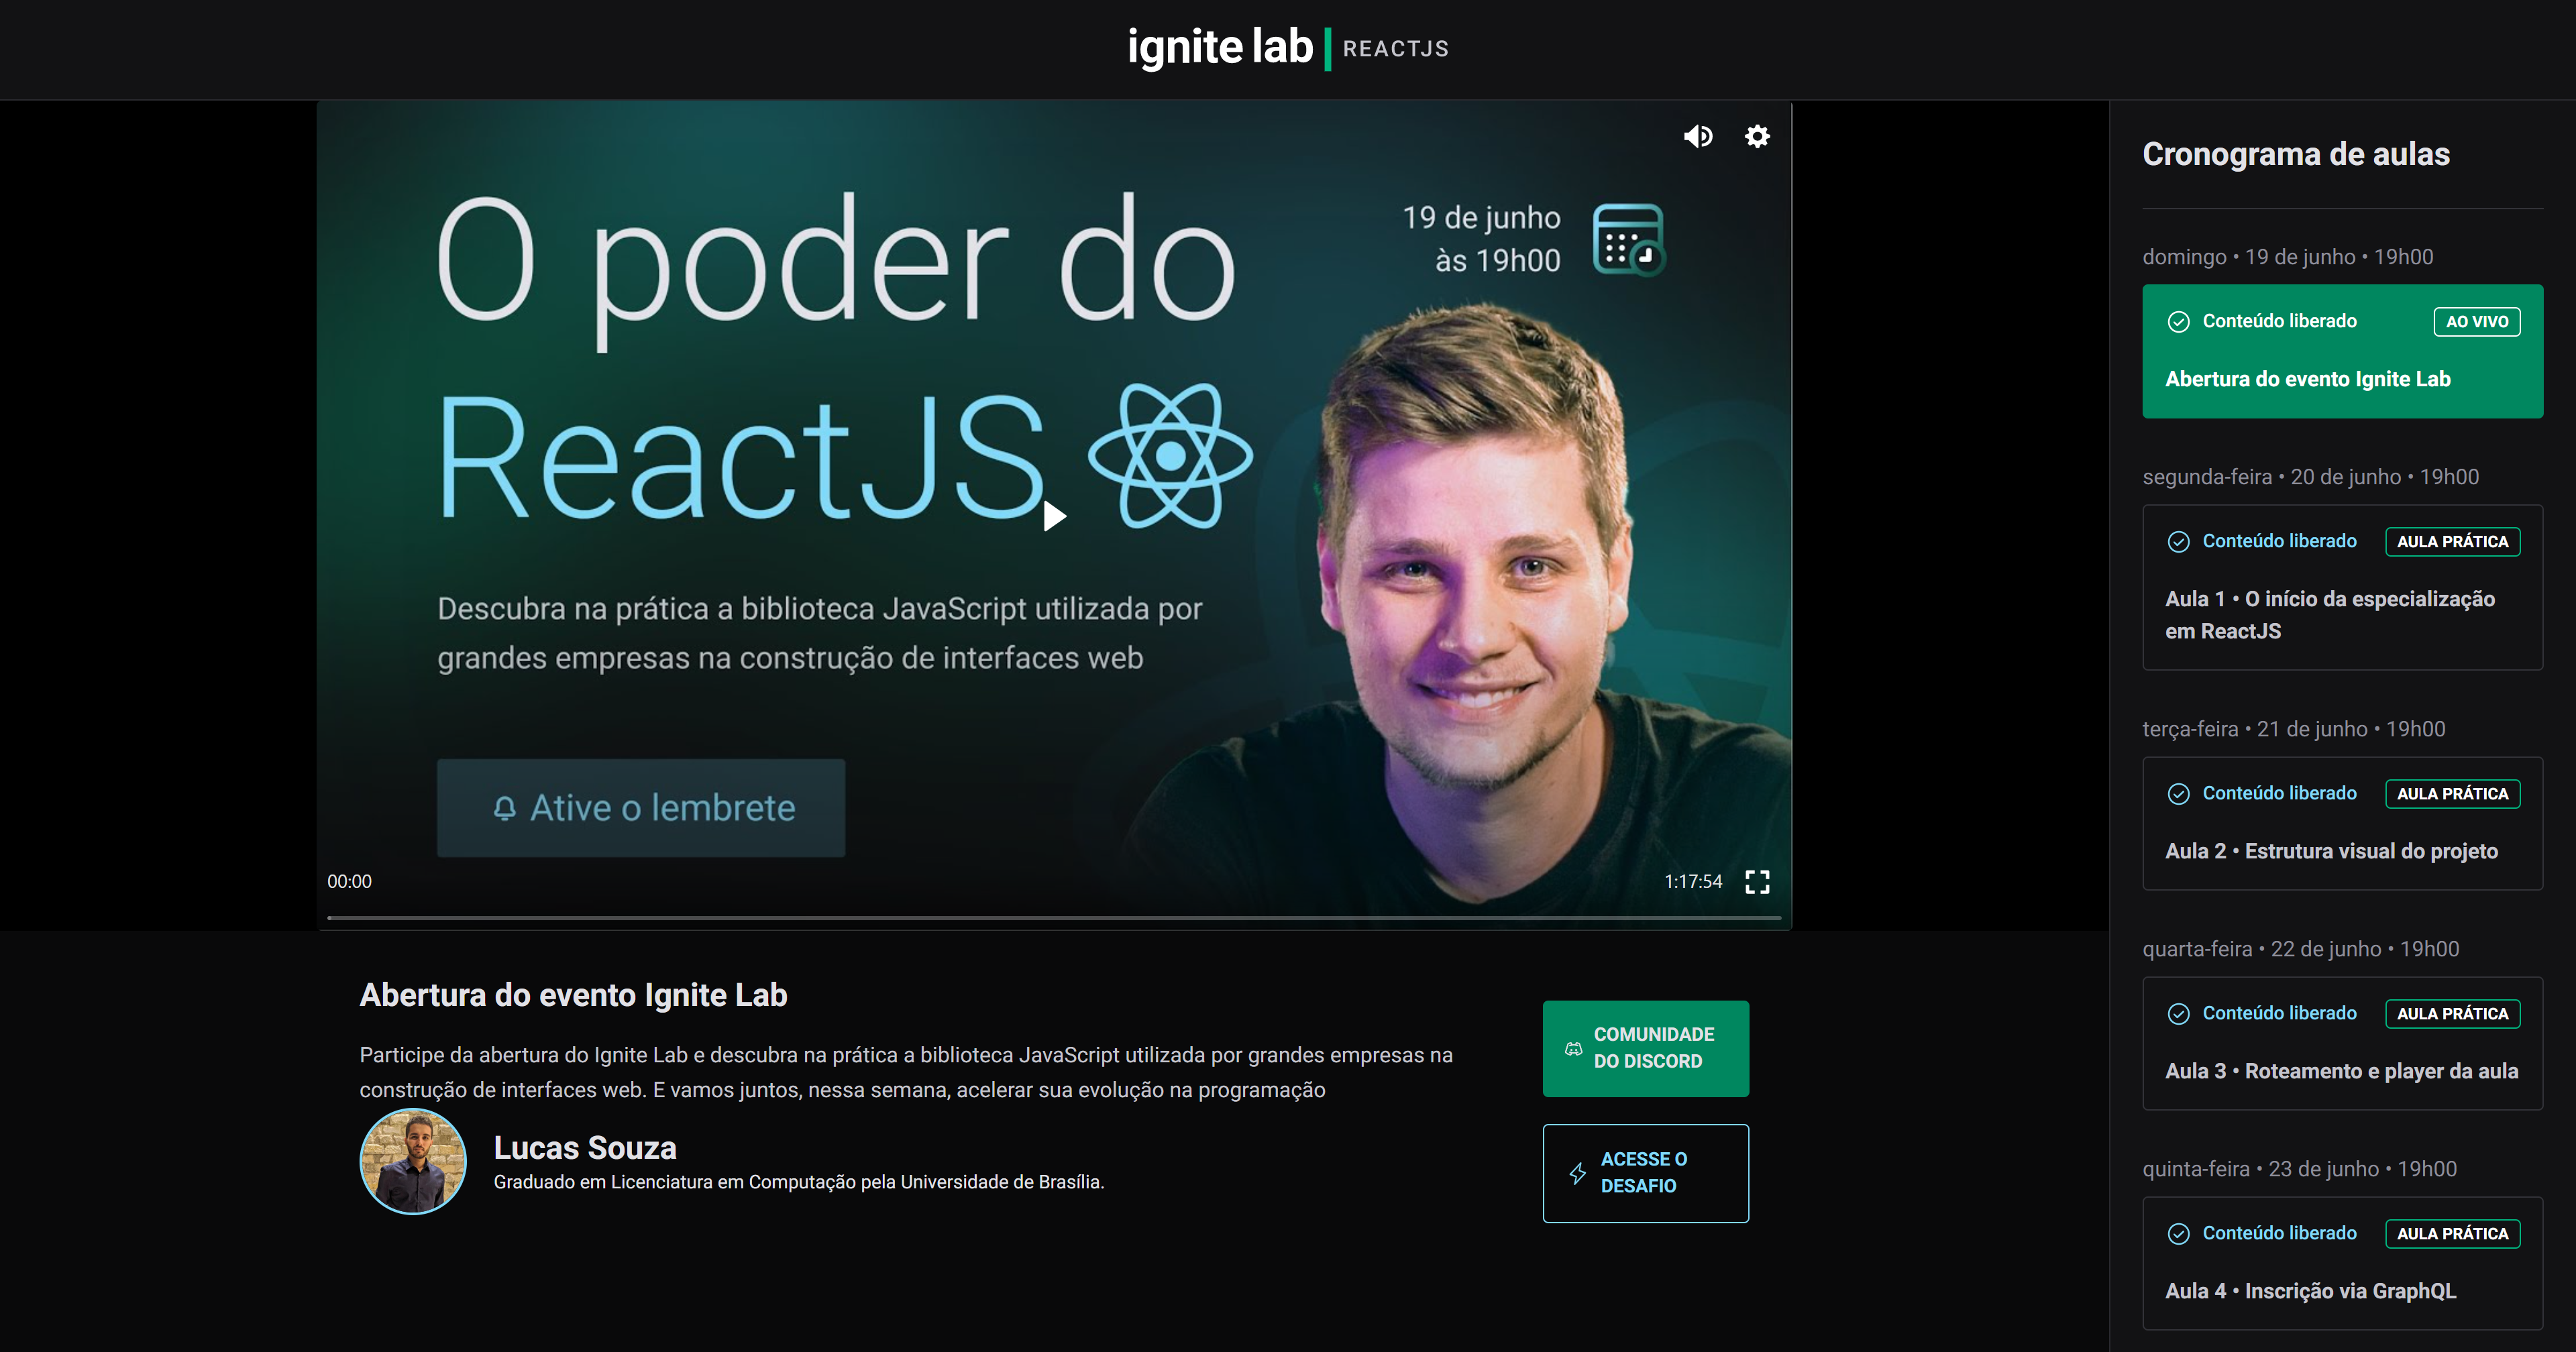 ignite lab REACTJS
O poder do
ReactJS
19 de junho
às 19h00
Descubra na prática a biblioteca JavaScript utilizada por
grandes empresas na construção de interfaces web
Ative o lembrete
00:00
1:17:54
Abertura do evento Ignite Lab
Participe da abertura do Ignite Lab e descubra na prática a biblioteca JavaScript utilizada por grandes empresas na
construção de interfaces web. E vamos juntos, nessa semana, acelerar sua evolução na programação
Lucas Souza
Graduado em Licenciatura em Computação pela Universidade de Brasília.
COMUNIDADE
DO DISCORD
ACESSE O
DESAFIO
Cronograma de aulas
domingo • 19 de junho • 19h00
Conteúdo liberado AO VIVO
Abertura do evento Ignite Lab
segunda-feira • 20 de junho • 19h00
Conteúdo liberado AULA PRÁTICA
Aula 1 • O início da especialização
em ReactJS
terça-feira • 21 de junho • 19h00
Conteúdo liberado AULA PRÁTICA
Aula 2 • Estrutura visual do projeto
quarta-feira • 22 de junho • 19h00
Conteúdo liberado AULA PRÁTICA
Aula 3 • Roteamento e player da aula
quinta-feira • 23 de junho • 19h00
Conteúdo liberado AULA PRÁTICA
Aula 4 • Inscrição via GraphQL